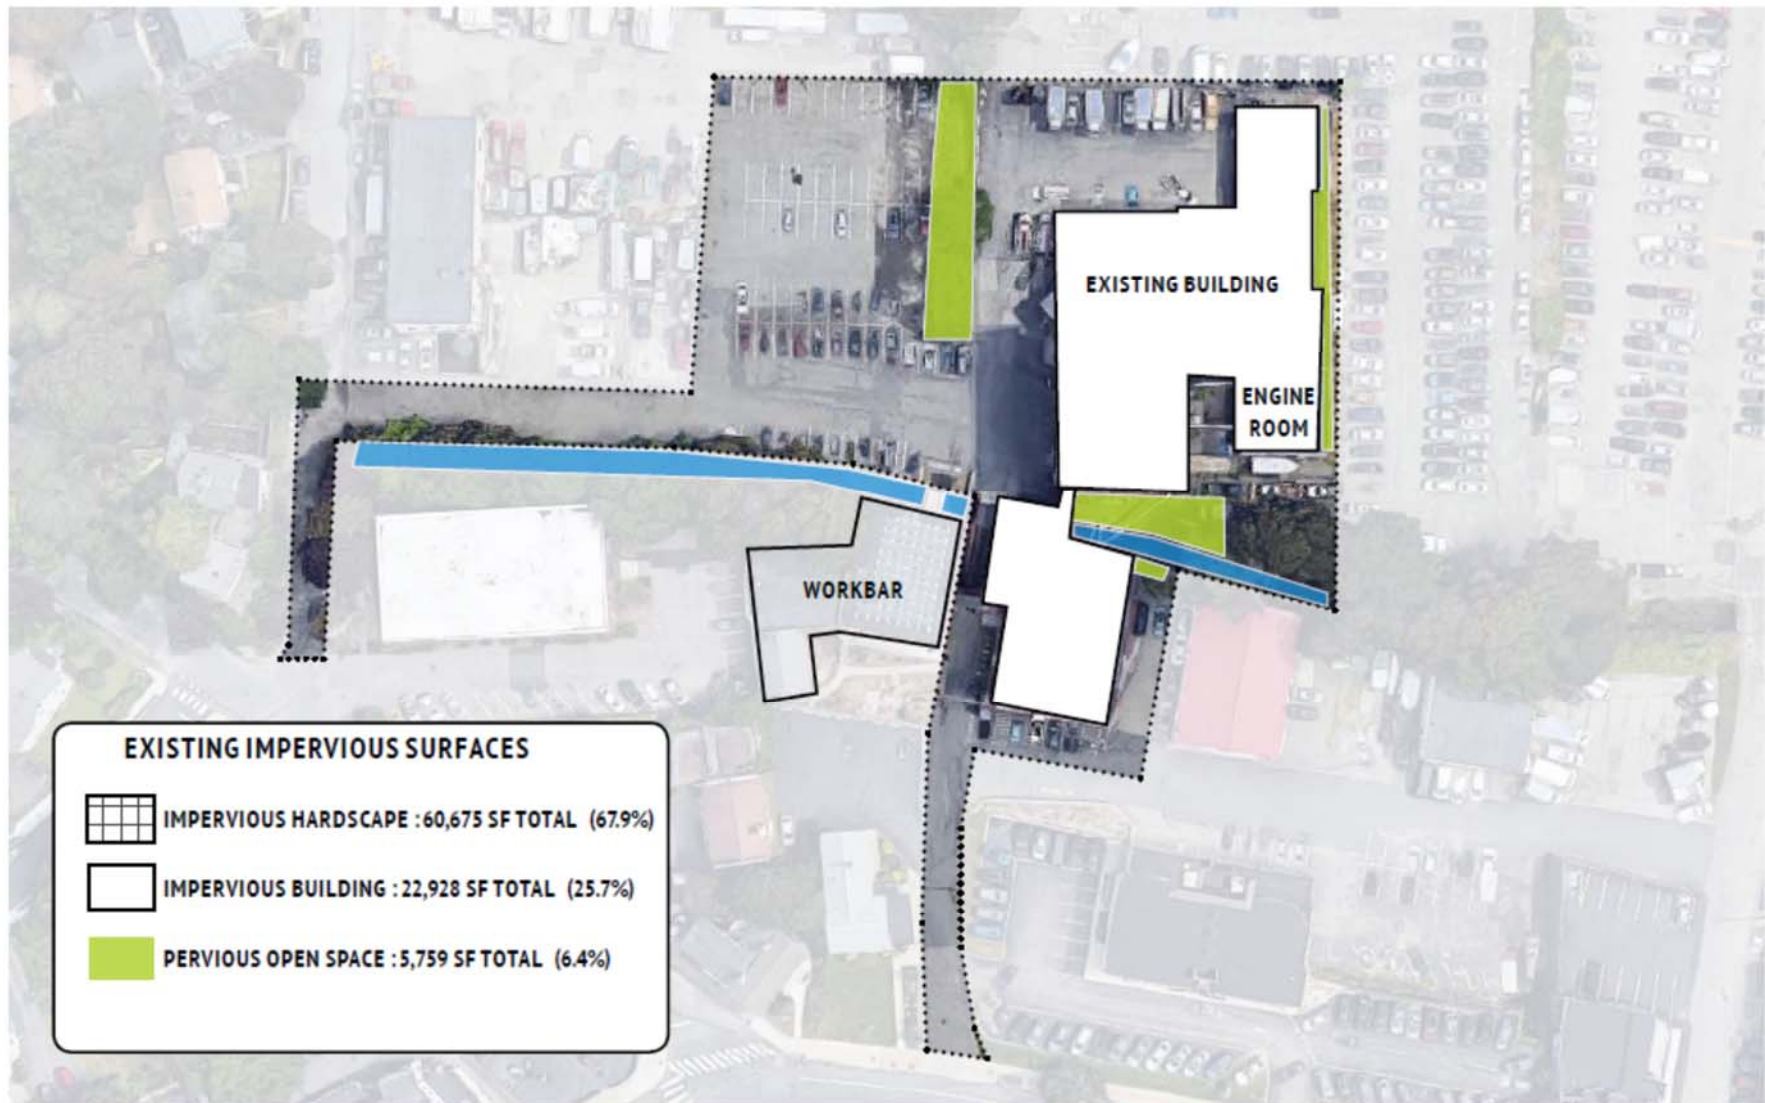 EXISTING BUILDING
ENGINE
ROOM
WORKBAR
EXISTING IMPERVIOUS SURFACES
IMPERVIOUS HARDSCAPE : 60,675 SF TOTAL (67.9%)
IMPERVIOUS BUILDING : 22,928 SF TOTAL (25.7%)
PERVIOUS OPEN SPACE : 5,759 SF TOTAL (6.4%)